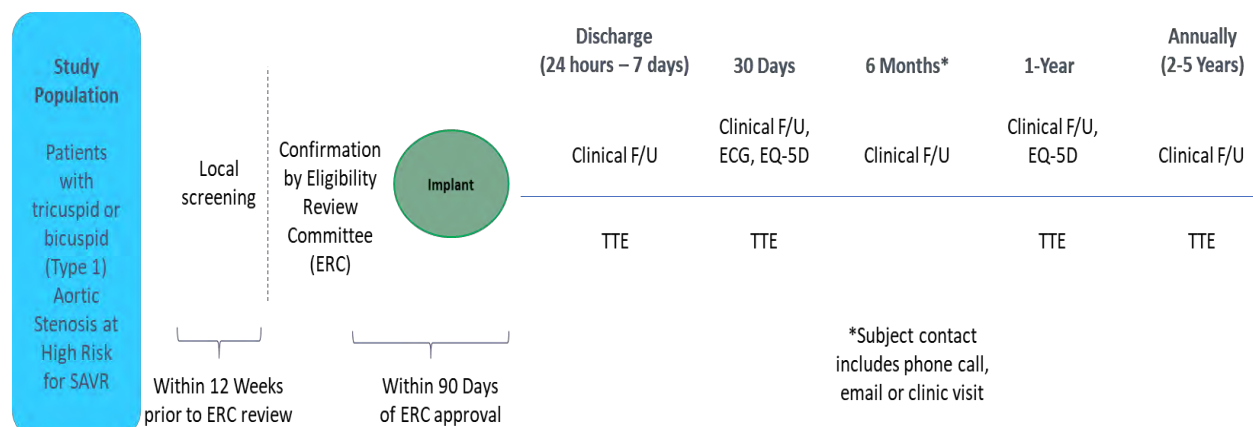 Study
Population
Patients
with
tricuspid or
bicuspid
(Type 1)
Aortic
Stenosis at
High Risk
for SAVR
Local
screening
Within 12 Weeks
prior to ERC review
Confirmation
by Eligibility
Review
Committee
(ERC)
Implant
Within 90 Days
of ERC approval
Discharge
(24 hours – 7 days)
Clinical F/U
TTE
30 Days
Clinical F/U,
ECG, EQ-5D
TTE
6 Months*
Clinical F/U
*Subject contact
includes phone call,
email or clinic visit
1-Year
Clinical F/U,
EQ-5D
TTE
Annually
(2-5 Years)
Clinical F/U
TTE